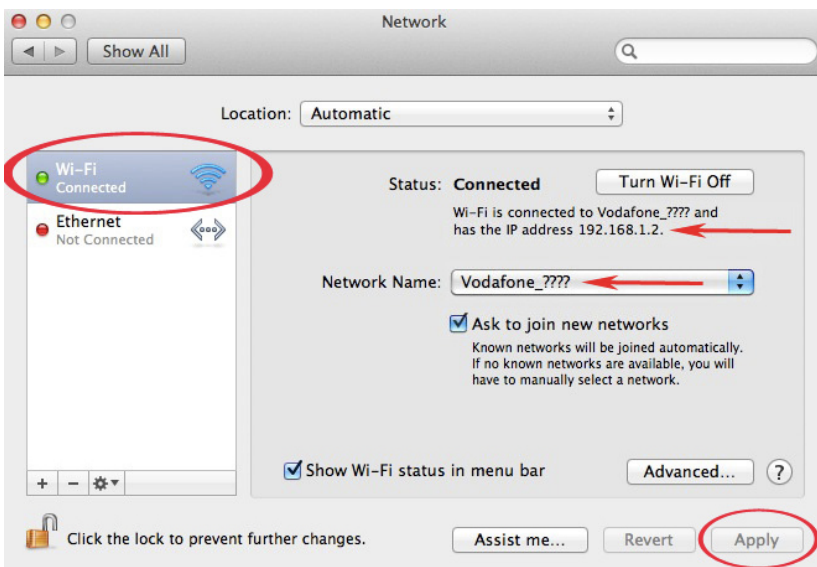 Network
Show All
Location: Automatic
Wi-Fi
Connected
Ethernet
Not Connected
Status: Connected
Turn Wi-Fi Off
Wi-Fi is connected to Vodafone_???? and
has the IP address 192.168.1.2.
Network Name: Vodafone_????
Ask to join new networks
Known networks will be joined automatically.
If no known networks are available, you will
have to manually select a network.
Show Wi-Fi status in menu bar
Advanced...
?
+ −
Click the lock to prevent further changes.
Assist me...
Revert
Apply